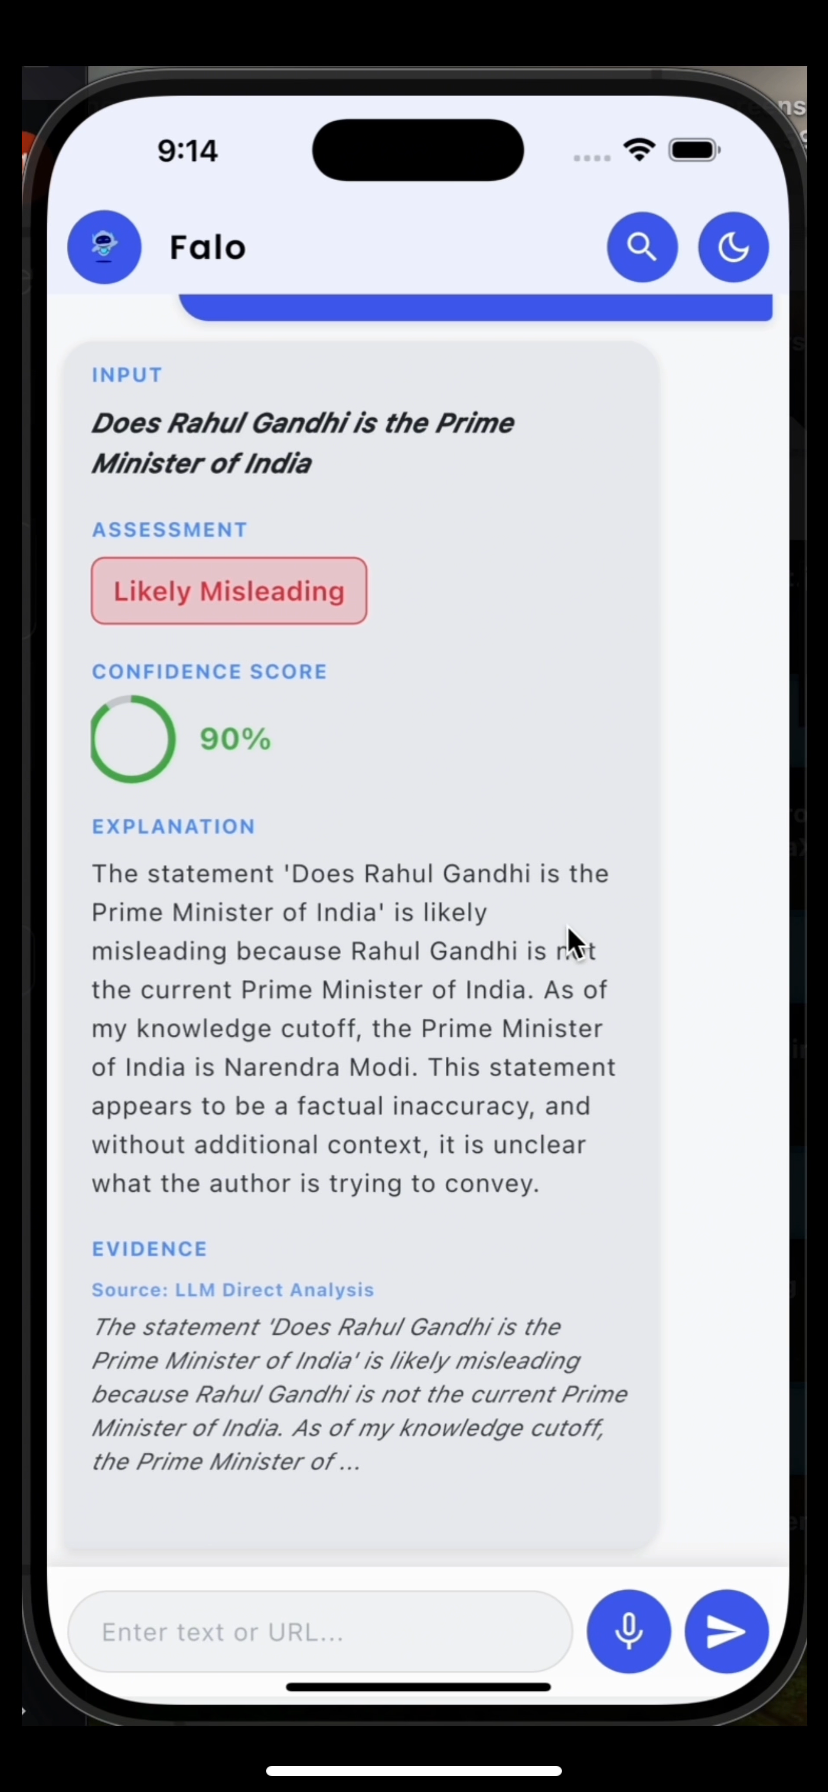 9:14
Falo
INPUT
Does Rahul Gandhi is the Prime
Minister of India
ASSESSMENT
Likely Misleading
CONFIDENCE SCORE
90%
EXPLANATION
The statement 'Does Rahul Gandhi is the
Prime Minister of India' is likely
misleading because Rahul Gandhi is not
the current Prime Minister of India. As of
my knowledge cutoff, the Prime Minister
of India is Narendra Modi. This statement
appears to be a factual inaccuracy, and
without additional context, it is unclear
what the author is trying to convey.
EVIDENCE
Source: LLM Direct Analysis
The statement 'Does Rahul Gandhi is the
Prime Minister of India' is likely misleading
because Rahul Gandhi is not the current Prime
Minister of India. As of my knowledge cutoff,
the Prime Minister of ...
Enter text or URL...